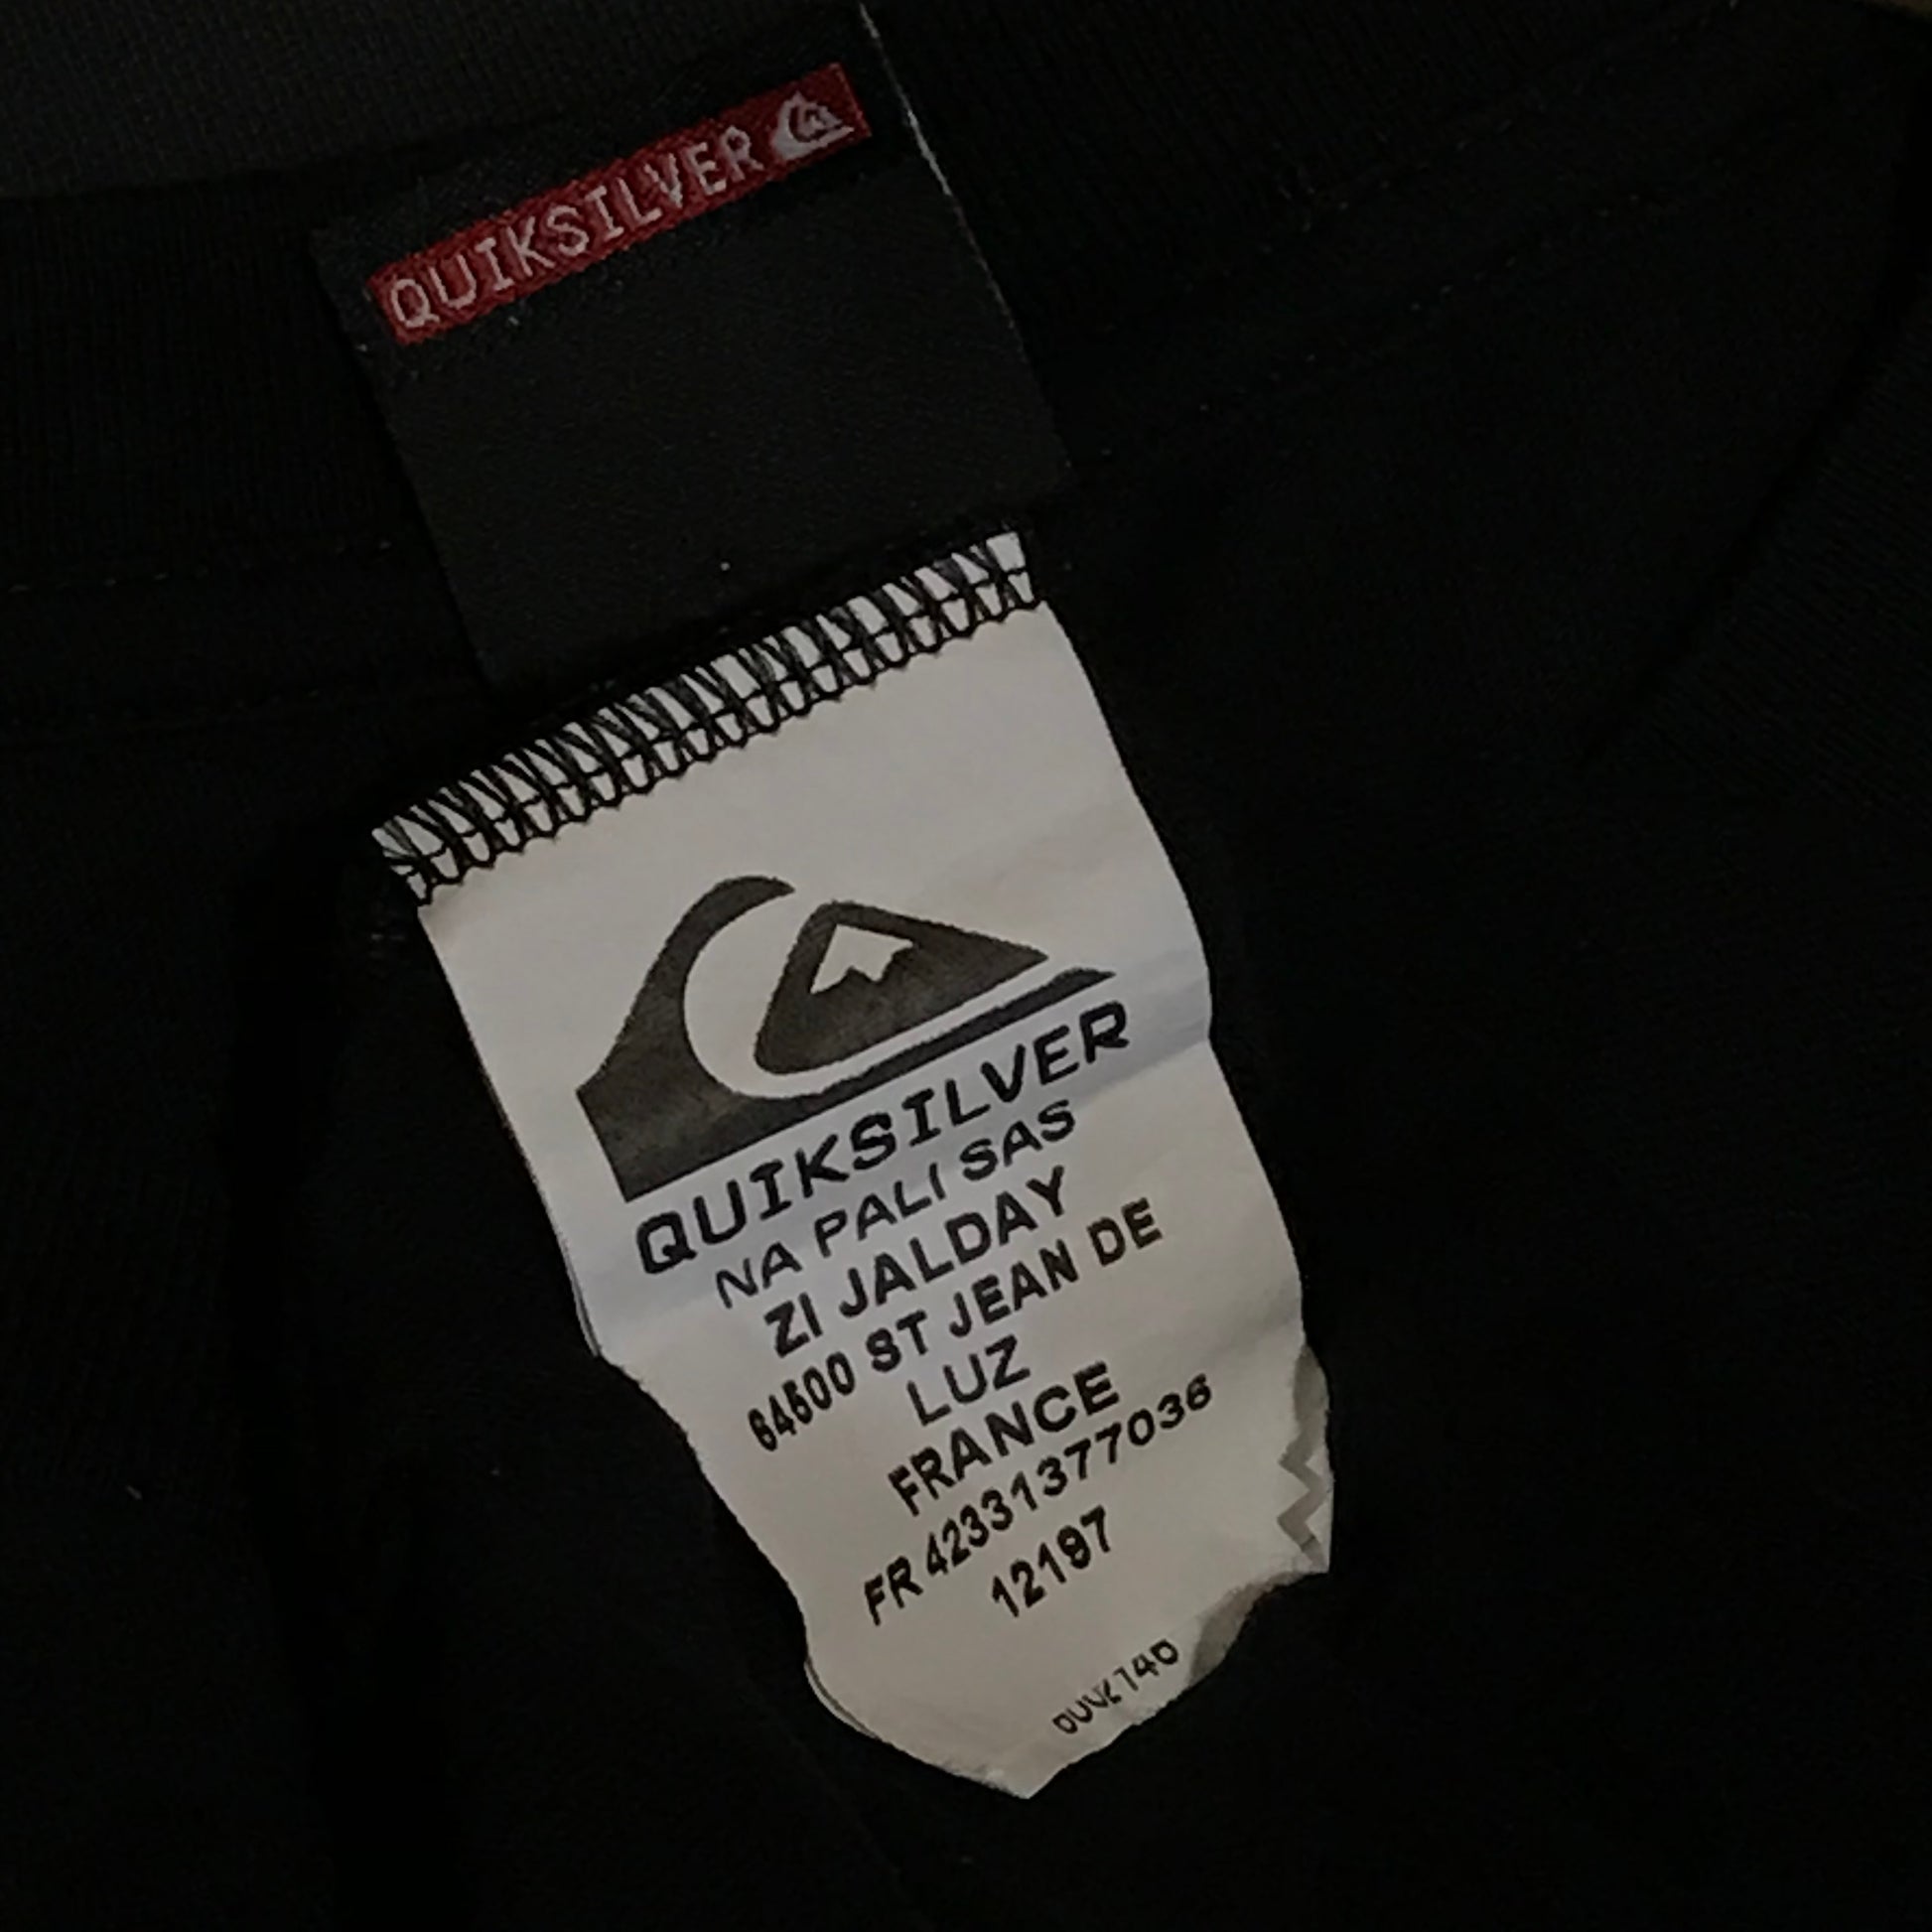 QUIKSILVER
QUIKSILVER
NA PALI SAS
ZI JALDAY
64500 ST JEAN DE
LUZ
FRANCE
FR 42331377036
12197